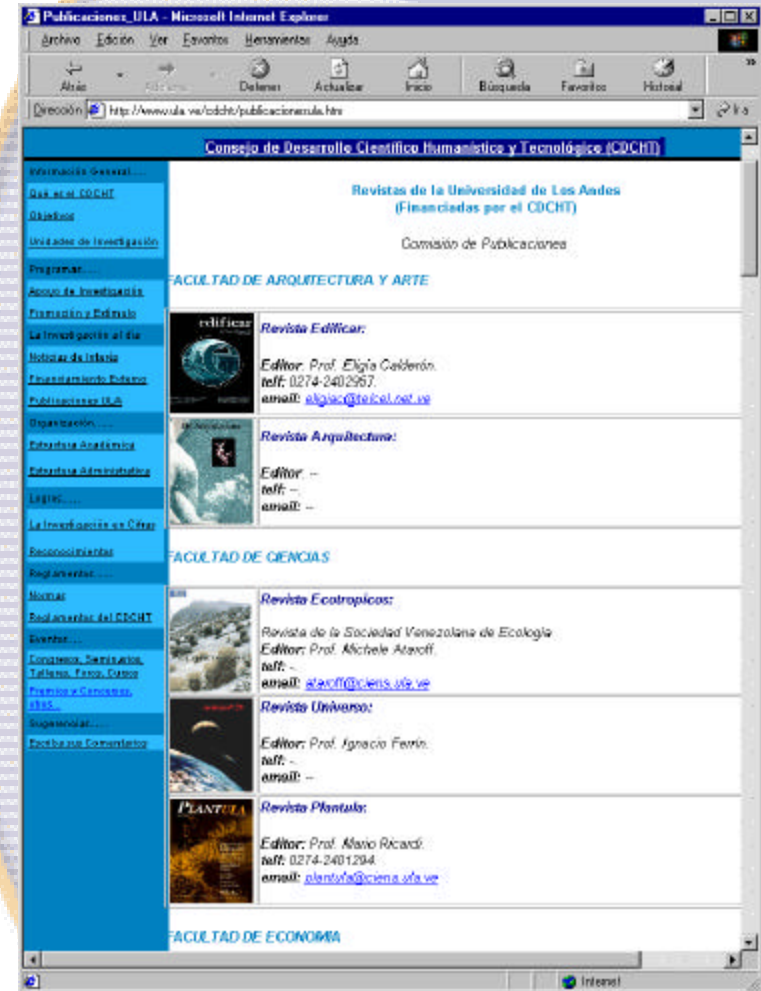 Publicaciones_ULA - Microsoft Internet Explorer
Archivo Edición Ver Favoritos Herramientas Ayuda
Atrás Adelante Detener Actualizar Inicio Búsqueda Favoritos Historial
Dirección http://www.ula.ve/cdcht/publicacionesula.htm Ir a
Consejo de Desarrollo Científico Humanístico y Tecnológico (CDCHT)
Información General.....
Qué es el CDCHT
Objetivos
Unidades de Investigación
Programas.....
Apoyo de Investigación
Promoción y Estímulo
La Investigación al día
Noticias de Interés
Financiamiento Externo
Publicaciones ULA
Organización.....
Estructura Académica
Estructura Administrativa
Logros.....
La Investigación en Cifras
Reconocimientos
Reglamentos.....
Normas
Reglamentos del CDCHT
Eventos....
Congresos, Seminarios,
Talleres, Foros, Cursos
Premios y Concursos,
otros...
Sugerencias.....
Escriba sus Comentarios
Revistas de la Universidad de Los Andes
(Financiadas por el CDCHT)
Comisión de Publicaciones
FACULTAD DE ARQUITECTURA Y ARTE
edificar
Revista Edificar:
Editor: Prof. Eligia Calderón.
telf: 0274-2402957.
email: eligiac@telcel.net.ve
Revista Arquitectura:
Editor: --
telf: --
email: --
FACULTAD DE CIENCIAS
Revista Ecotropicos:
Revista de la Sociedad Venezolana de Ecología
Editor: Prof. Michele Ataroff.
telf: -.
email: ataroff@ciens.ula.ve
Revista Universo:
Editor: Prof. Ignacio Ferrín.
telf: -.
email: --
PLANTULA
Revista Plantula:
Editor: Prof. Mario Ricardi.
telf: 0274-2401294.
email: plantula@ciens.ula.ve
FACULTAD DE ECONOMIA
Internet